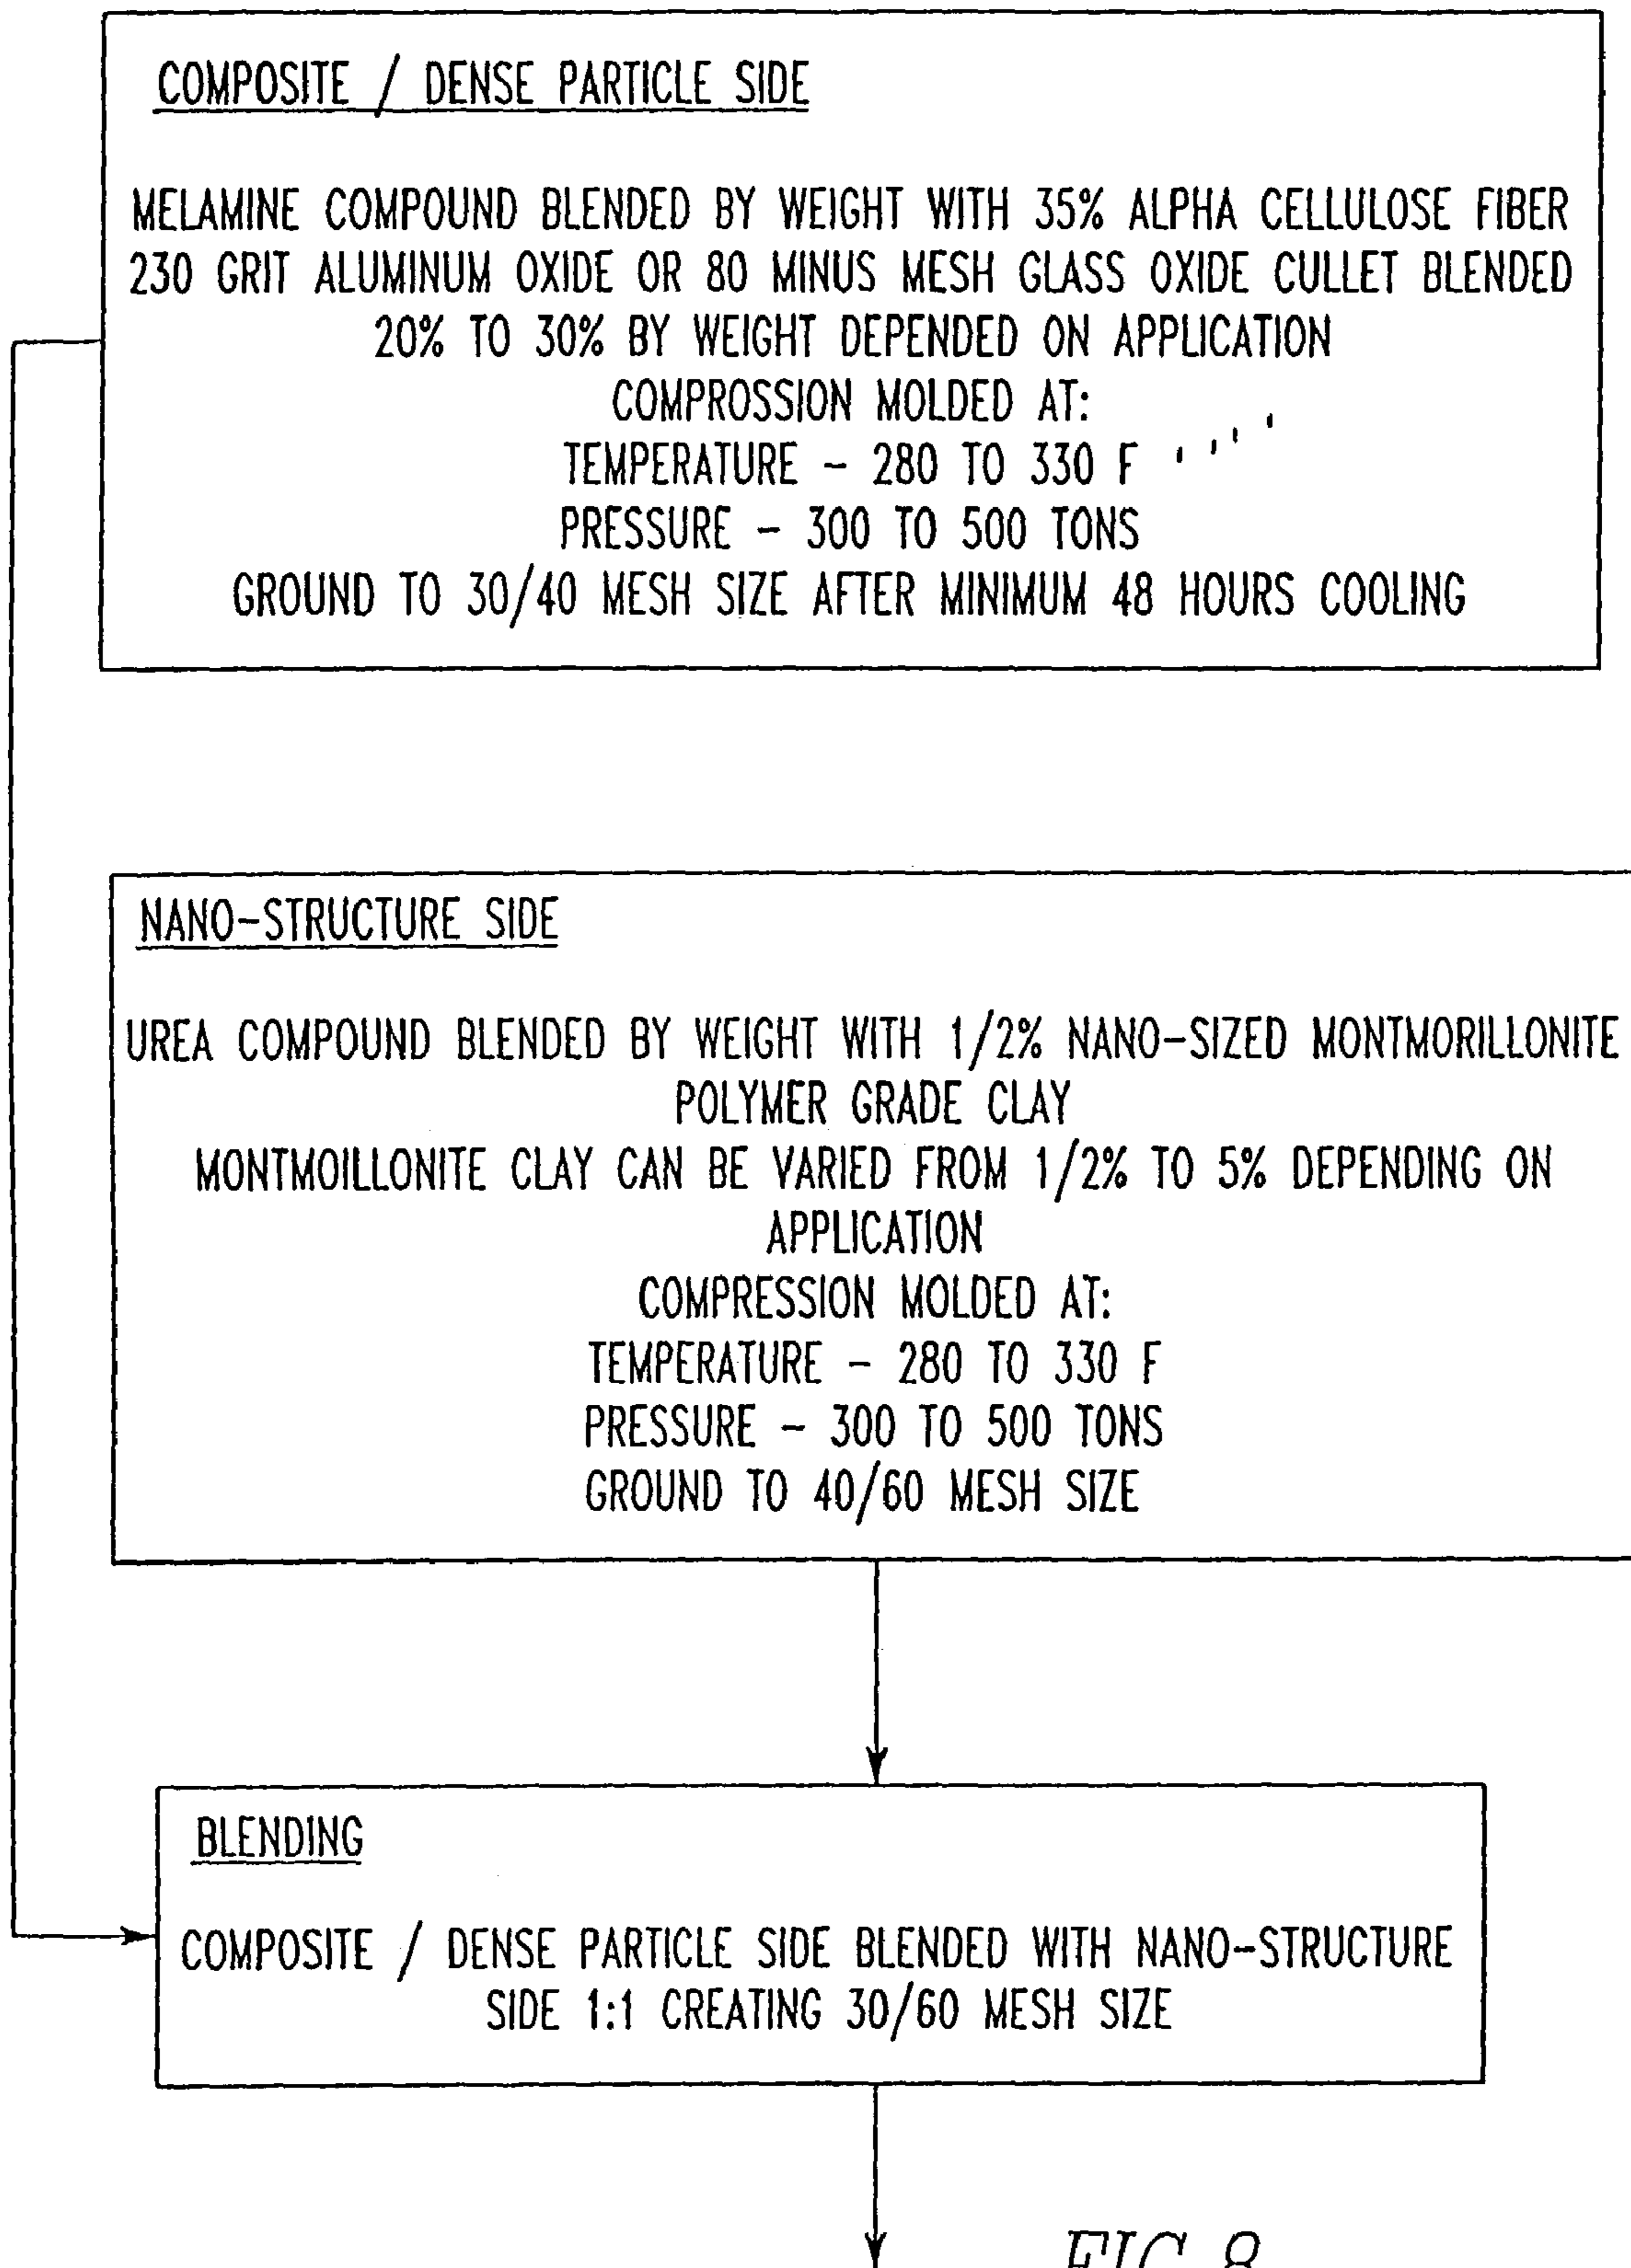 COMPOSITE / DENSE PARTICLE SIDE
MELAMINE COMPOUND BLENDED BY WEIGHT WITH 35% ALPHA CELLULOSE FIBER
230 GRIT ALUMINUM OXIDE OR 80 MINUS MESH GLASS OXIDE CULLET BLENDED
20% TO 30% BY WEIGHT DEPENDED ON APPLICATION
COMPROSSION MOLDED AT:
TEMPERATURE - 280 TO 330 F
PRESSURE - 300 TO 500 TONS
GROUND TO 30/40 MESH SIZE AFTER MINIMUM 48 HOURS COOLING
NANO-STRUCTURE SIDE
UREA COMPOUND BLENDED BY WEIGHT WITH 1/2% NANO-SIZED MONTMORILLONITE
POLYMER GRADE CLAY
MONTMOILLONITE CLAY CAN BE VARIED FROM 1/2% TO 5% DEPENDING ON
APPLICATION
COMPRESSION MOLDED AT:
TEMPERATURE - 280 TO 330 F
PRESSURE - 300 TO 500 TONS
GROUND TO 40/60 MESH SIZE
BLENDING
COMPOSITE / DENSE PARTICLE SIDE BLENDED WITH NANO-STRUCTURE
SIDE 1:1 CREATING 30/60 MESH SIZE
FIG. 8